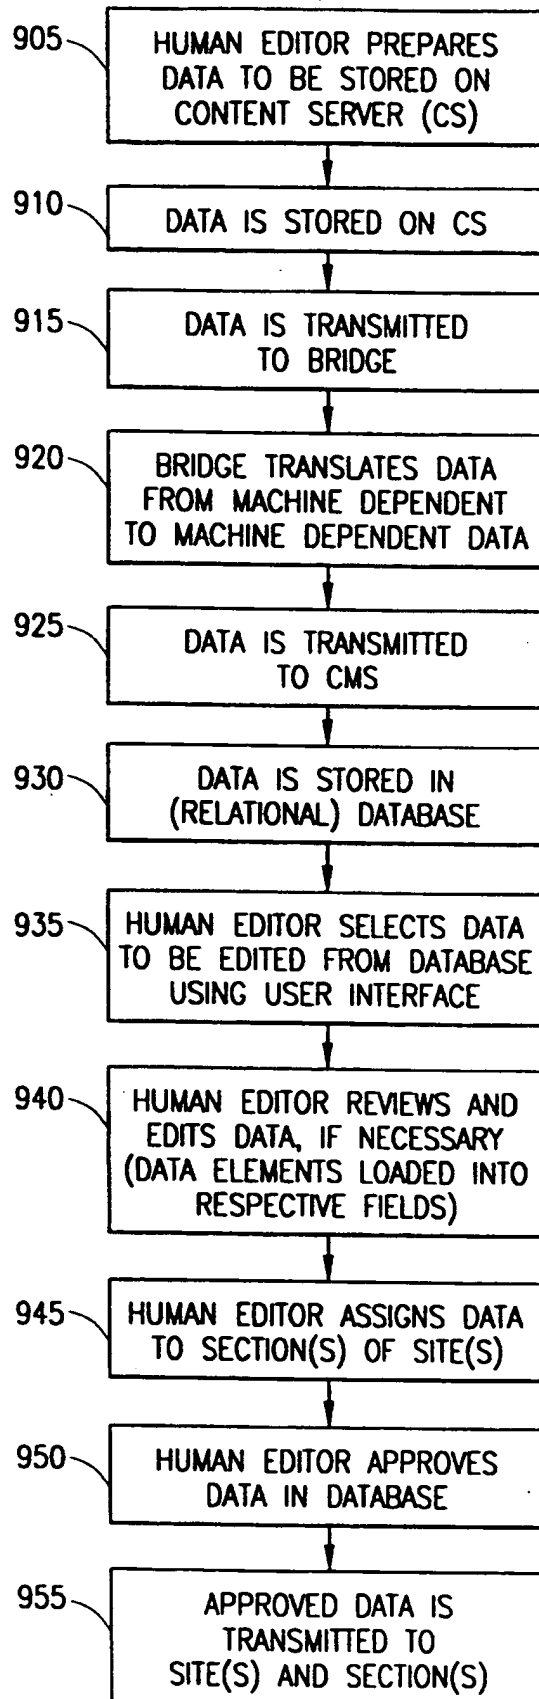 905
HUMAN EDITOR PREPARES
DATA TO BE STORED ON
CONTENT SERVER (CS)
910
DATA IS STORED ON CS
915
DATA IS TRANSMITTED
TO BRIDGE
920
BRIDGE TRANSLATES DATA
FROM MACHINE DEPENDENT
TO MACHINE DEPENDENT DATA
925
DATA IS TRANSMITTED
TO CMS
930
DATA IS STORED IN
(RELATIONAL) DATABASE
935
HUMAN EDITOR SELECTS DATA
TO BE EDITED FROM DATABASE
USING USER INTERFACE
940
HUMAN EDITOR REVIEWS AND
EDITS DATA, IF NECESSARY
(DATA ELEMENTS LOADED INTO
RESPECTIVE FIELDS)
945
HUMAN EDITOR ASSIGNS DATA
TO SECTION(S) OF SITE(S)
950
HUMAN EDITOR APPROVES
DATA IN DATABASE
955
APPROVED DATA IS
TRANSMITTED TO
SITE(S) AND SECTION(S)